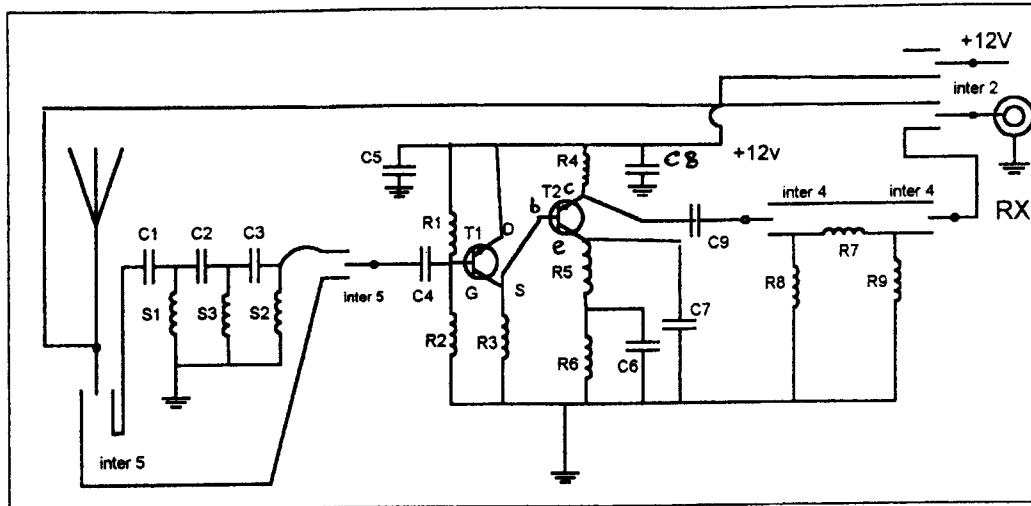 +12V
inter 2
C5
R4
C8
+12v
RX
T2
c
b
e
inter 4
inter 4
C1
C2
C3
R1
T1
D
C9
R7
inter 5
C4
G
S
R5
R8
R9
S1
S3
S2
R2
R3
C7
R6
C6
inter 5